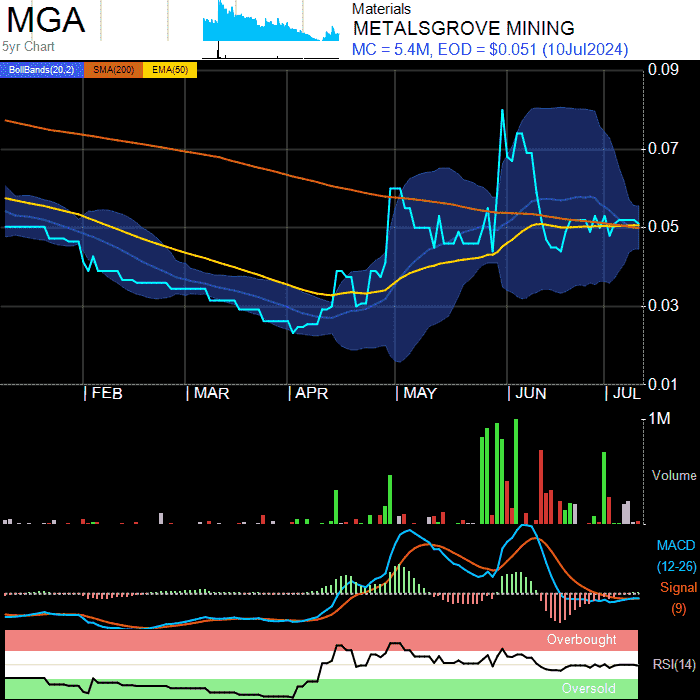 MGA
5yr Chart
Materials
METALSGROVE MINING
MC = 5.4M, EOD = $0.051 (10Jul2024)
BollBands(20,2) SMA(200) EMA(50)
0.09
0.07
0.05
0.03
0.01
FEB MAR APR MAY JUN JUL
1M
Volume
MACD
(12-26)
Signal
(9)
Overbought
RSI(14)
Oversold